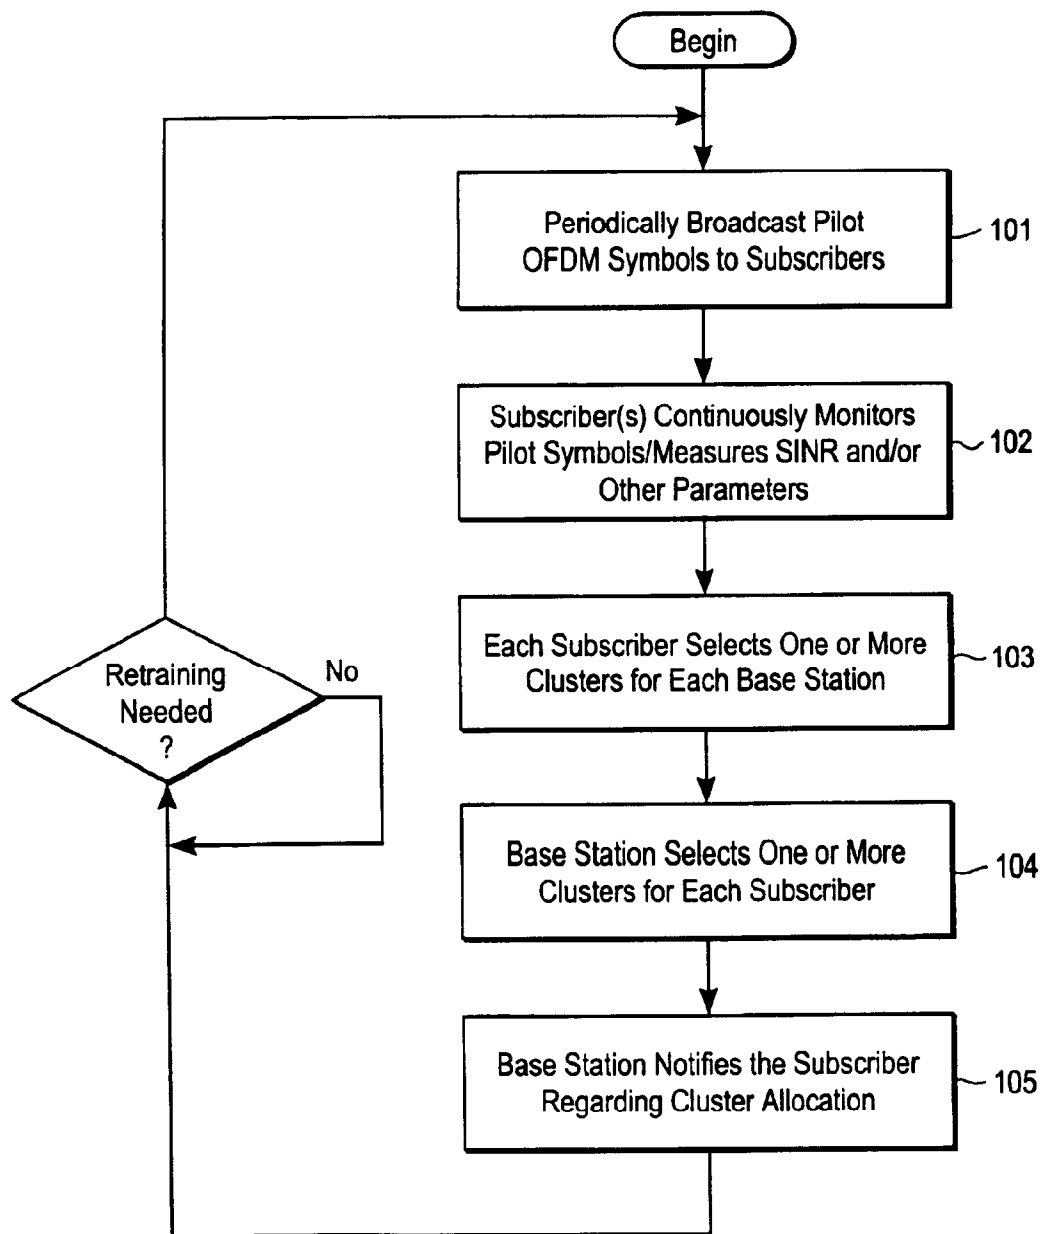 Begin
Periodically Broadcast Pilot
OFDM Symbols to Subscribers
101
Subscriber(s) Continuously Monitors
Pilot Symbols/Measures SINR and/or
Other Parameters
102
Each Subscriber Selects One or More
Clusters for Each Base Station
103
Retraining
Needed
?
No
Base Station Selects One or More
Clusters for Each Subscriber
104
Base Station Notifies the Subscriber
Regarding Cluster Allocation
105